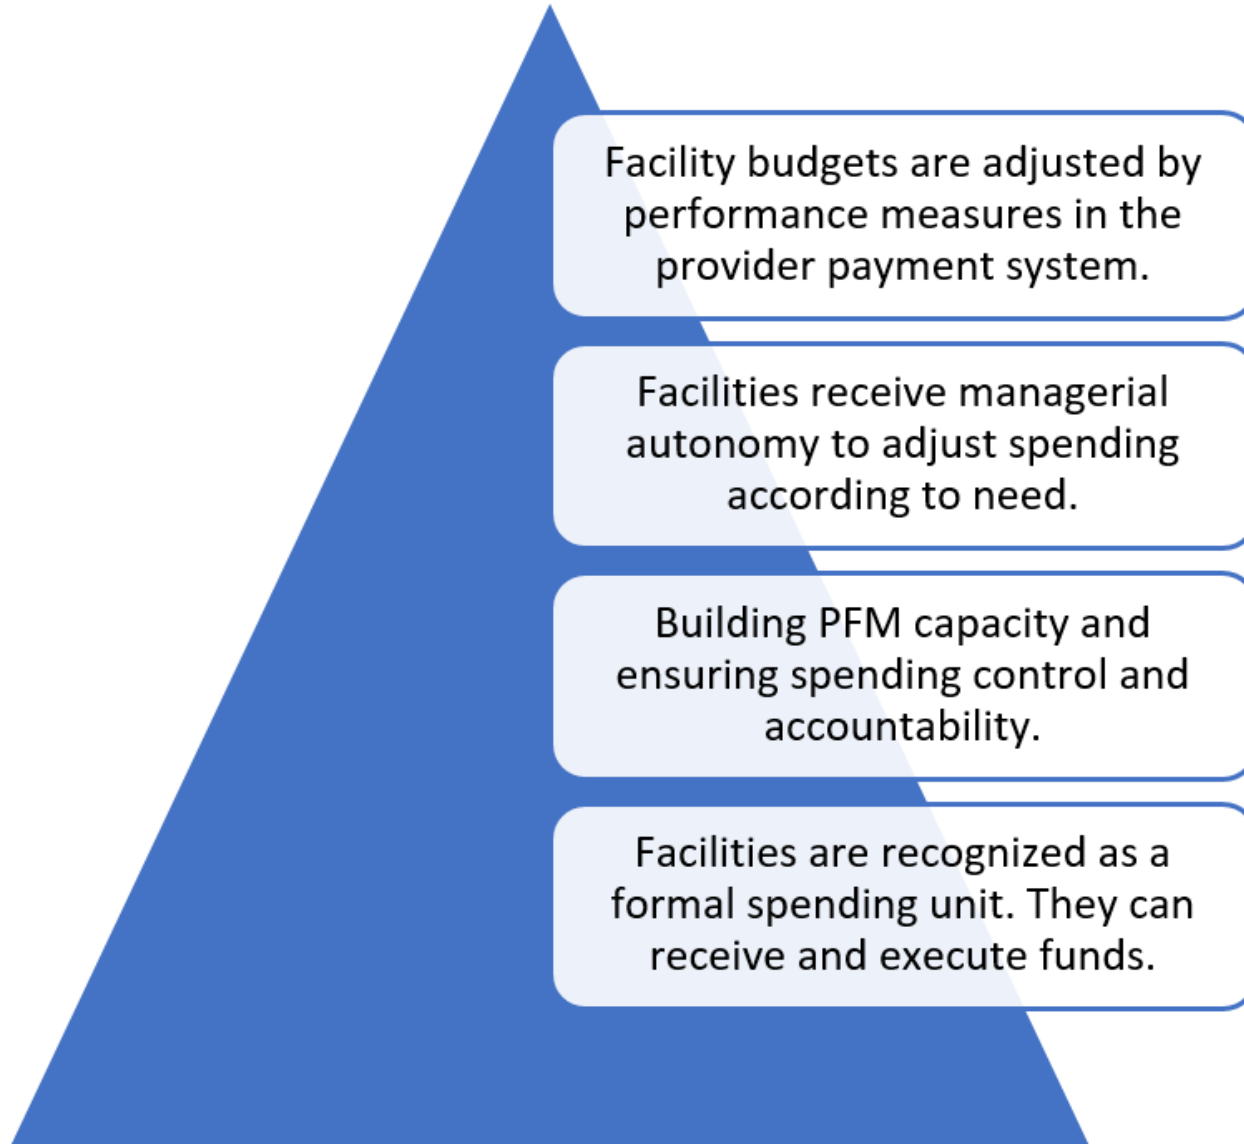 Facility budgets are adjusted by
performance measures in the
provider payment system.
Facilities receive managerial
autonomy to adjust spending
according to need.
Building PFM capacity and
ensuring spending control and
accountability.
Facilities are recognized as a
formal spending unit. They can
receive and execute funds.